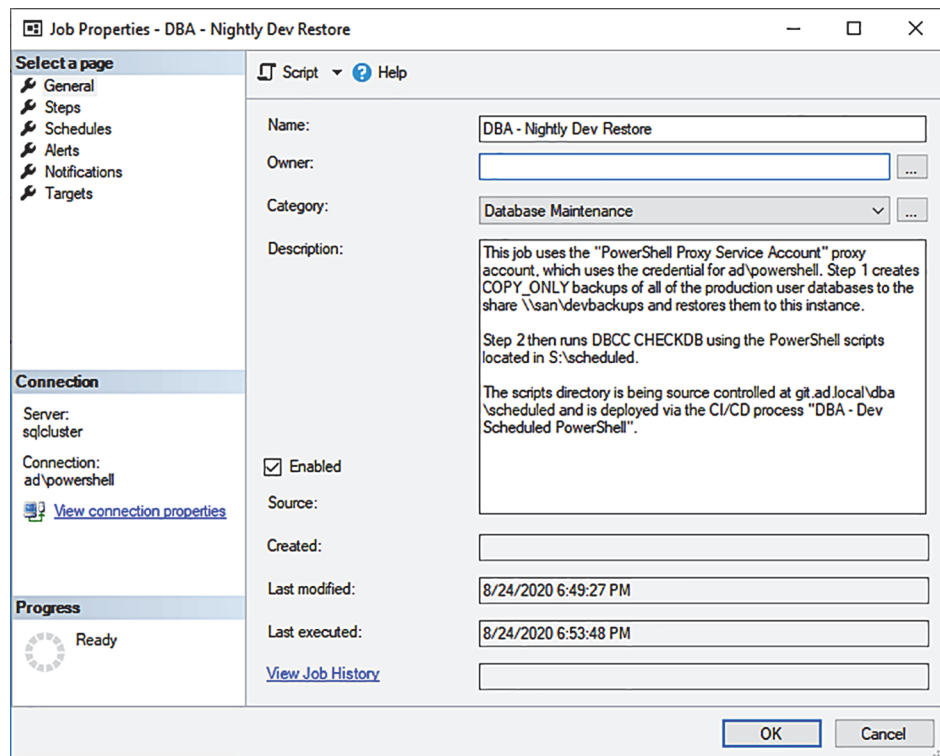 Job Properties - DBA - Nightly Dev Restore
Select a page
General
Steps
Schedules
Alerts
Notifications
Targets
Connection
Server:
sqlcluster
Connection:
ad\powershell
View connection properties
Progress
Ready
Script
Help
Name:
DBA - Nightly Dev Restore
Owner:
...
Category:
Database Maintenance
...
Description:
This job uses the "PowerShell Proxy Service Account" proxy
account, which uses the credential for ad\powershell. Step 1 creates
COPY_ONLY backups of all of the production user databases to the
share \\san\devbackups and restores them to this instance.
Step 2 then runs DBCC CHECKDB using the PowerShell scripts
located in S:\scheduled.
The scripts directory is being source controlled at git.ad.local\dba
\scheduled and is deployed via the CI/CD process "DBA - Dev
Scheduled PowerShell".
Enabled
Source:
Created:
Last modified:
8/24/2020 6:49:27 PM
Last executed:
8/24/2020 6:53:48 PM
View Job History
OK
Cancel